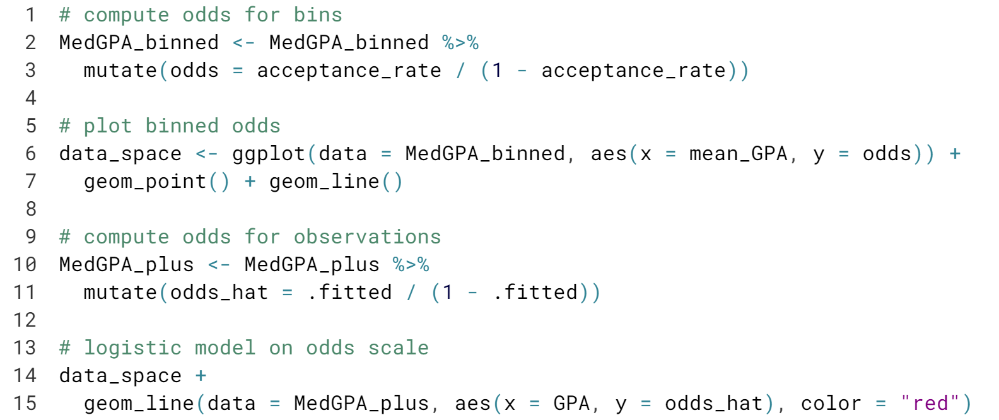 1 # compute odds for bins
2 MedGPA_binned <- MedGPA_binned %>%
3   mutate(odds = acceptance_rate / (1 - acceptance_rate))
4
5 # plot binned odds
6 data_space <- ggplot(data = MedGPA_binned, aes(x = mean_GPA, y = odds)) +
7   geom_point() + geom_line()
8
9 # compute odds for observations
10 MedGPA_plus <- MedGPA_plus %>%
11   mutate(odds_hat = .fitted / (1 - .fitted))
12
13 # logistic model on odds scale
14 data_space +
15   geom_line(data = MedGPA_plus, aes(x = GPA, y = odds_hat), color = "red")